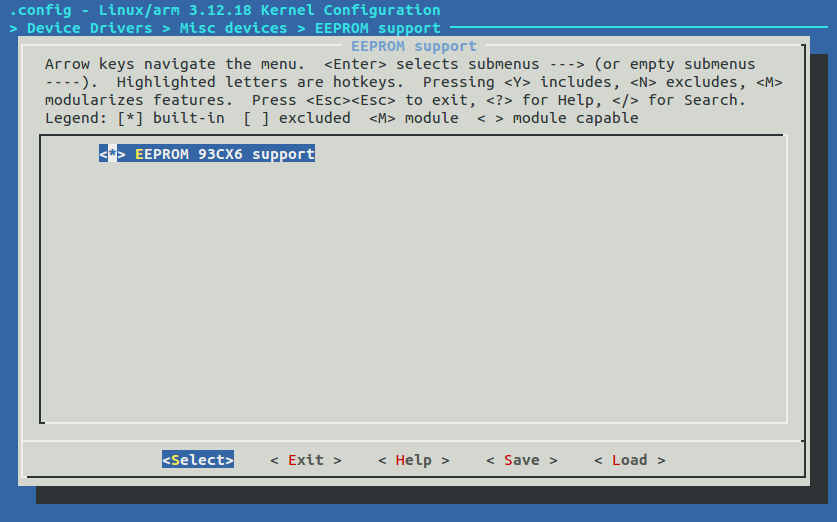 .config - Linux/arm 3.12.18 Kernel Configuration
> Device Drivers > Misc devices > EEPROM support
EEPROM support
Arrow keys navigate the menu.  <Enter> selects submenus ---> (or empty submenus
----).  Highlighted letters are hotkeys.  Pressing <Y> includes, <N> excludes, <M>
modularizes features.  Press <Esc><Esc> to exit, <?> for Help, </> for Search.
Legend: [*] built-in  [ ] excluded  <M> module  < > module capable
<*> EEPROM 93CX6 support
<Select>    < Exit >    < Help >    < Save >    < Load >